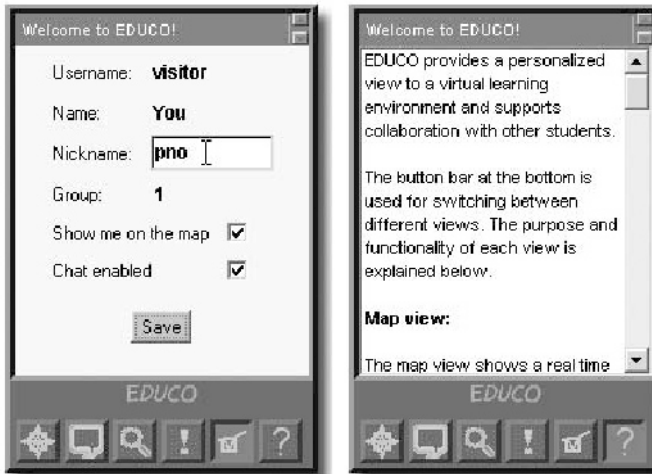 Welcome to EDUCO!
Username: visitor
Name: You
Nickname: pno
Group: 1
Show me on the map
Chat enabled
Save
EDUCO
!
?
Welcome to EDUCO!
EDUCO provides a personalized
view to a virtual learning
environment and supports
collaboration with other students.
The button bar at the bottom is
used for switching between
different views. The purpose and
functionality of each view is
explained below.
Map view:
The map view shows a real time
EDUCO
!
?